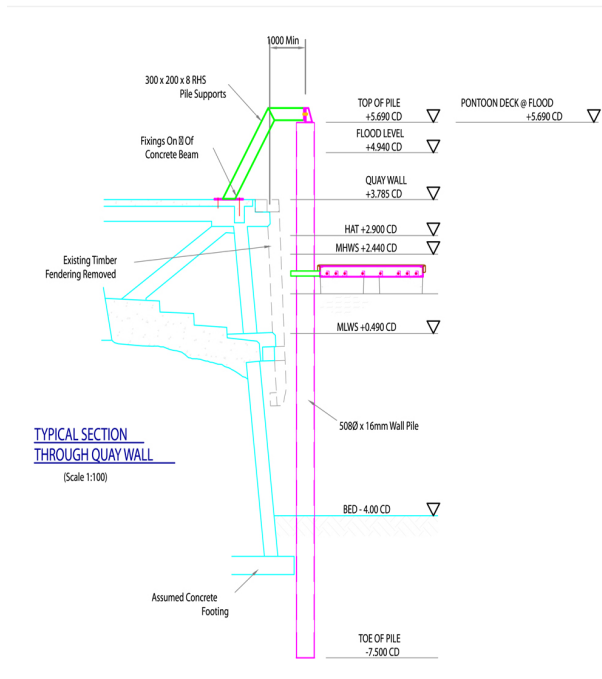 1000 Min
300 x 200 x 8 RHS
Pile Supports
TOP OF PILE
+5.690 CD
PONTOON DECK @ FLOOD
+5.690 CD
FLOOD LEVEL
+4.940 CD
Fixings On Of
Concrete Beam
QUAY WALL
+3.785 CD
HAT +2.900 CD
MHWS +2.440 CD
Existing Timber
Fendering Removed
MLWS +0.490 CD
508Ø x 16mm Wall Pile
TYPICAL SECTION
THROUGH QUAY WALL
(Scale 1:100)
BED - 4.00 CD
Assumed Concrete
Footing
TOE OF PILE
-7.500 CD